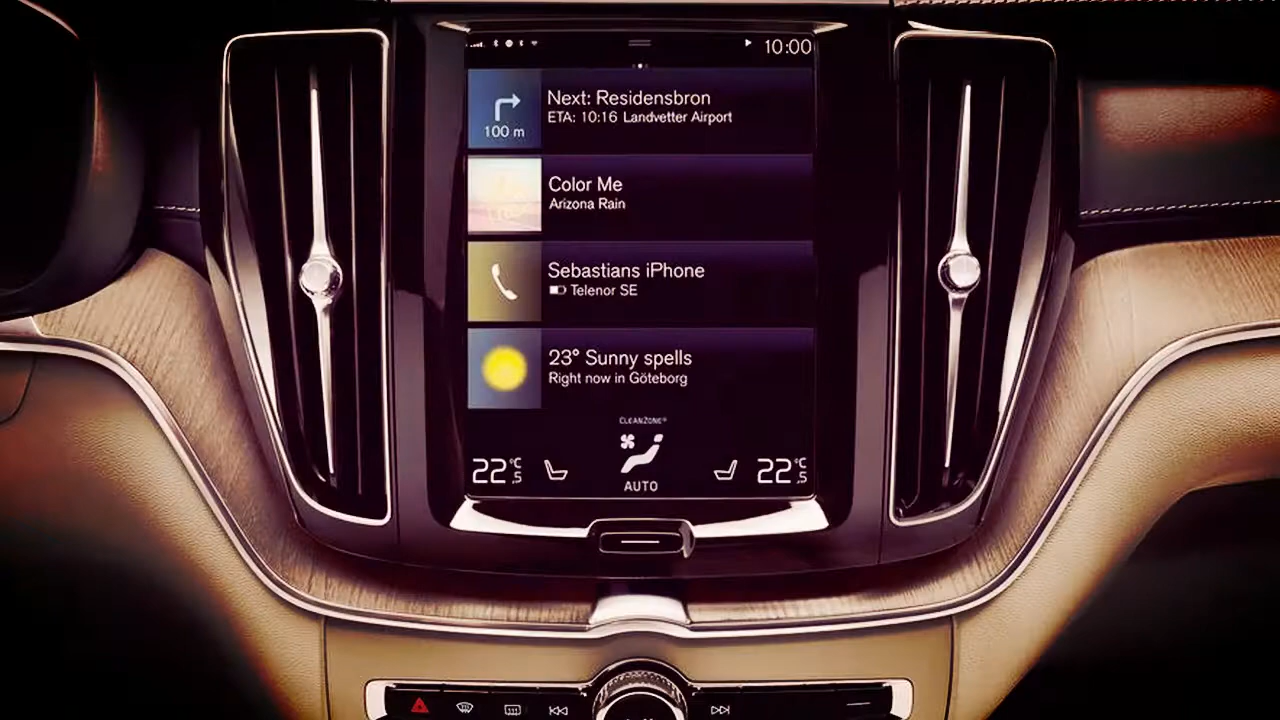 10:00
Next: Residensbron
ETA: 10:16 Landvetter Airport
100 m
Color Me
Arizona Rain
Sebastians iPhone
Telenor SE
23° Sunny spells
Right now in Göteborg
CLEANZONE®
22,5 °C 22,5 °C
AUTO